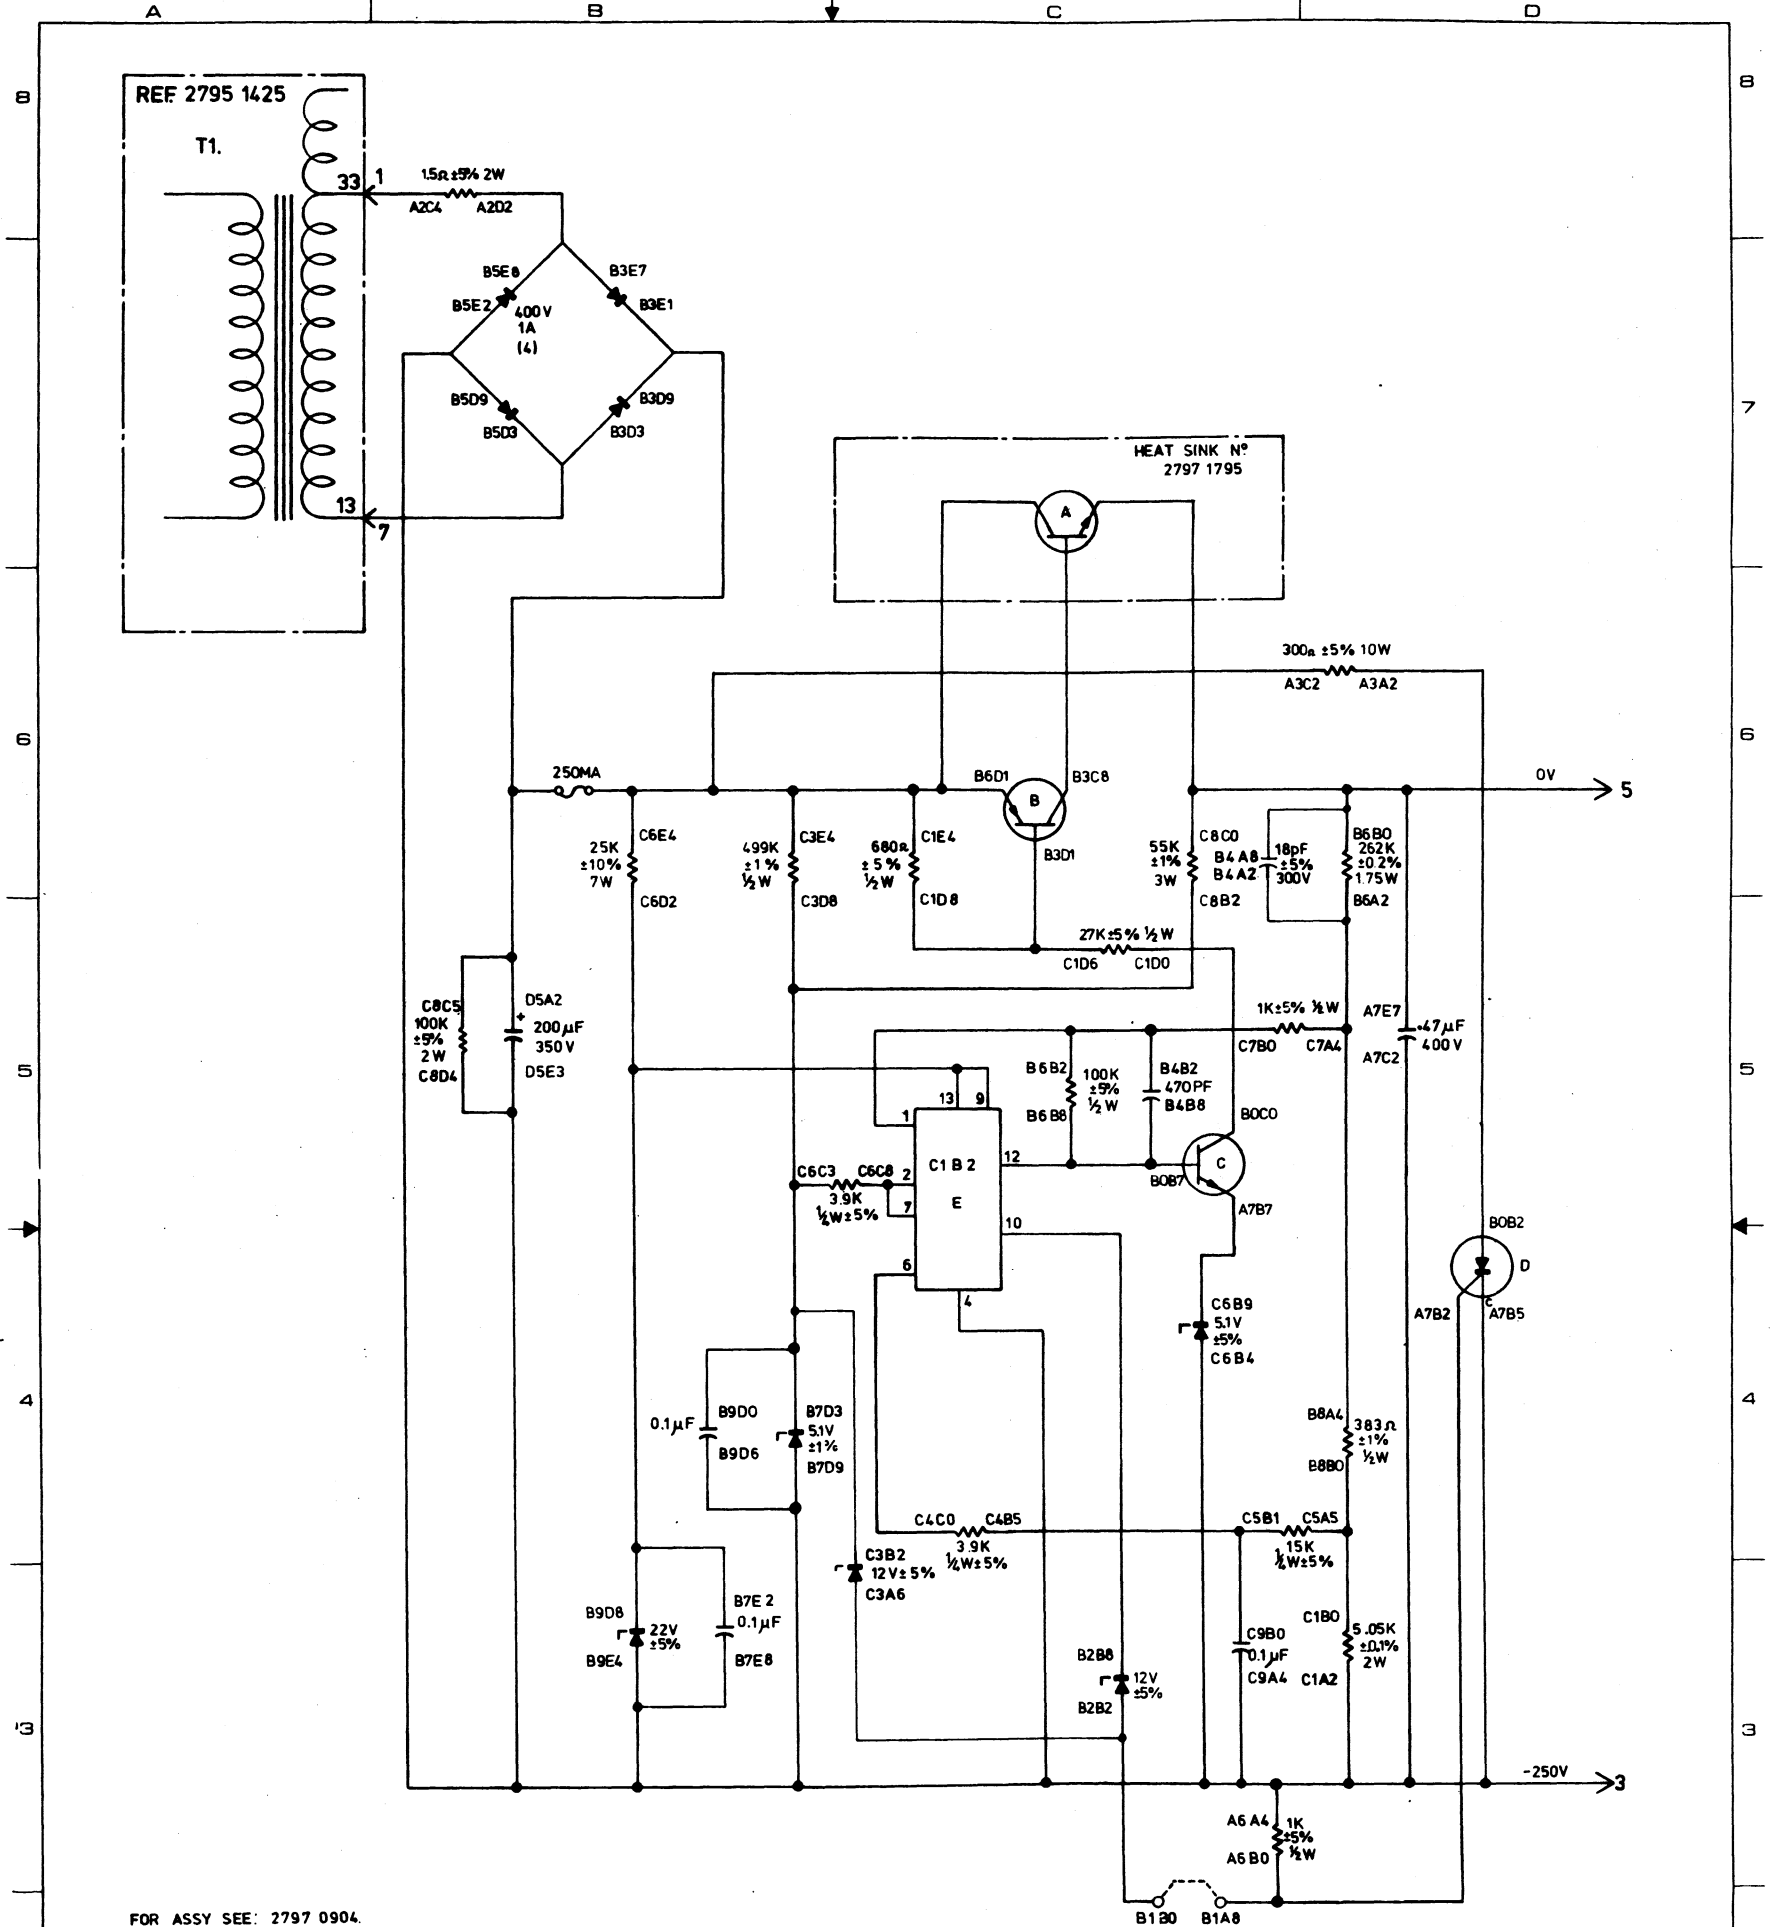 A
B
C
D
8
8
REF. 2795 1425
T1.
33
1
1.5Ω±5% 2W
A2C4
A2D2
B5E8
B3E7
B5E2
B3E1
400V
1A
(4)
B5D9
B3D9
B5D3
B3D3
7
13
7
HEAT SINK Nº
2797 1795
A
300Ω ±5% 10W
A3C2
A3A2
6
6
250MA
B6D1
B3C8
B
0V
5
C6E4
25K
±10%
7W
C6D2
C3E4
499K
±1%
½W
C3D8
C1E4
680Ω
±5%
½W
C1D8
B3D1
C8C0
55K
±1%
3W
C8B2
B4A8
B4A2
18pF
±5%
300V
B6B0
262K
±0.2%
1.75W
B6A2
27K±5% ½W
C1D6
C1D0
C8C5
100K
±5%
2W
C8D4
D5A2
+
200µF
350V
D5E3
1K±5% ½W
C7B0
C7A4
A7E7
.47µF
400V
A7C2
5
5
B6B2
100K
±5%
½W
B6B8
B4B2
470PF
B4B8
B0C0
13
9
1
C1B2
E
12
2
7
10
6
4
C6C3
C6C8
3.9K
½W±5%
B0B7
C
A7B7
B0B2
D
C
A7B2
A7B5
C6B9
5.1V
±5%
C6B4
4
4
0.1µF
B9D0
B9D6
B7D3
5.1V
±1%
B7D9
B8A4
383Ω
±1%
½W
B8B0
C4C0
C4B5
3.9K
½W±5%
C5B1
C5A5
15K
½W±5%
C3B2
12V±5%
C3A6
B9D8
22V
±5%
B9E4
B7E2
0.1µF
B7E8
C9B0
0.1µF
C9A4
C1B0
5.05K
±0.1%
2W
C1A2
B2B8
12V
±5%
B2B2
3
3
-250V
3
A6A4
1K
±5%
½W
A6B0
B1B0
B1A8
FOR ASSY SEE: 2797 0904.